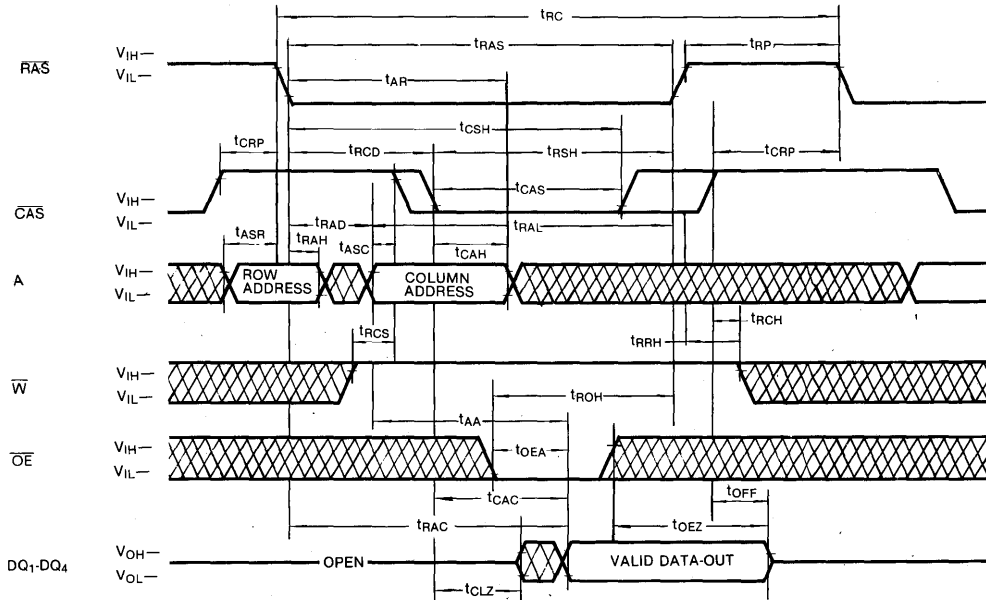 tRC
VIH—
RAS
VIL—
tRAS
tRP
tAR
tCSH
tCRP
tRCD
tRSH
tCRP
VIH—
CAS
VIL—
tCAS
tRAD
tRAL
tASR
tRAH
tASC
tCAH
VIH—
A
VIL—
ROW
ADDRESS
COLUMN
ADDRESS
tRCS
tRCH
tRRH
VIH—
W
VIL—
tROH
tAA
VIH—
OE
VIL—
tOEA
tCAC
tOFF
tRAC
tOEZ
VOH—
DQ1-DQ4
VOL—
OPEN
VALID DATA-OUT
tCLZ